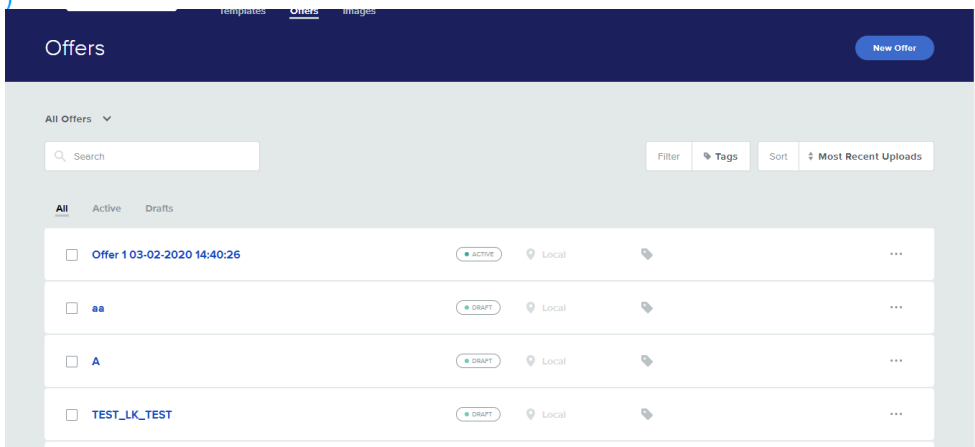 Templates Offers Images
Offers
New Offer
All Offers
Search
Filter Tags Sort Most Recent Uploads
All Active Drafts
Offer 1 03-02-2020 14:40:26 ACTIVE Local
aa DRAFT Local
A DRAFT Local
TEST_LK_TEST DRAFT Local